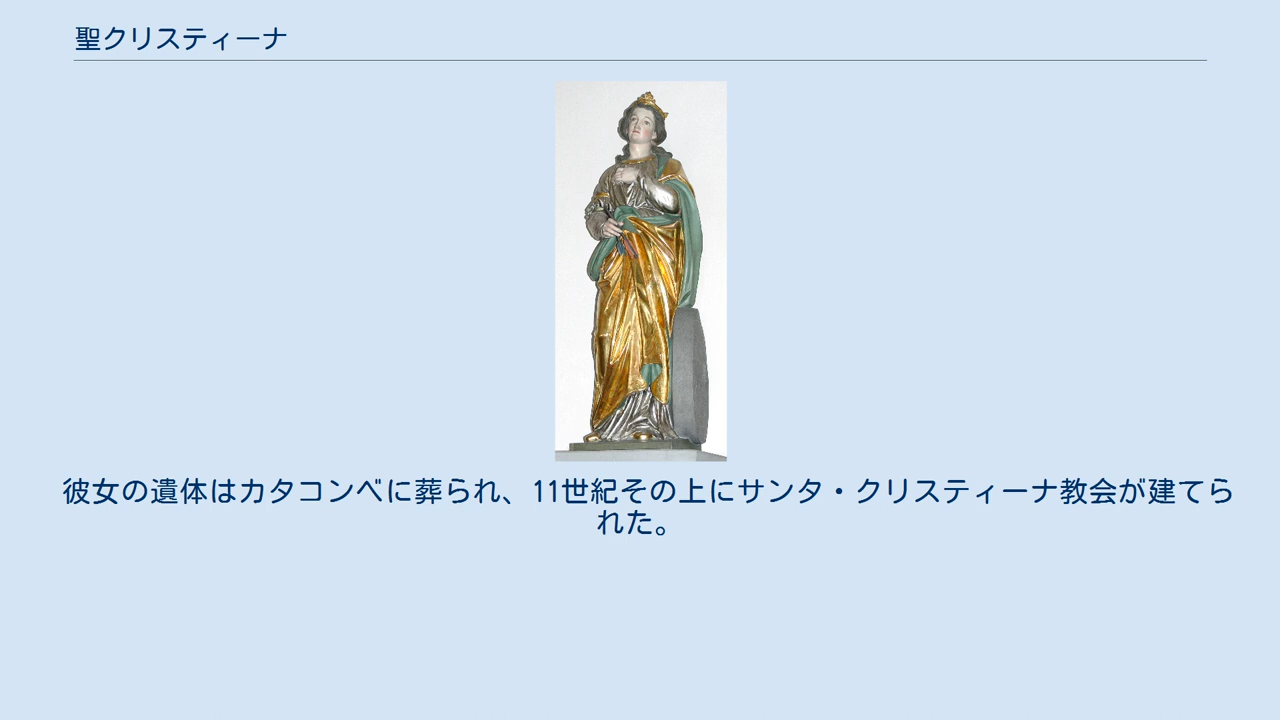 聖クリスティーナ
彼女の遺体はカタコンベに葬られ、11世紀その上にサンタ・クリスティーナ教会が建てら
れた。